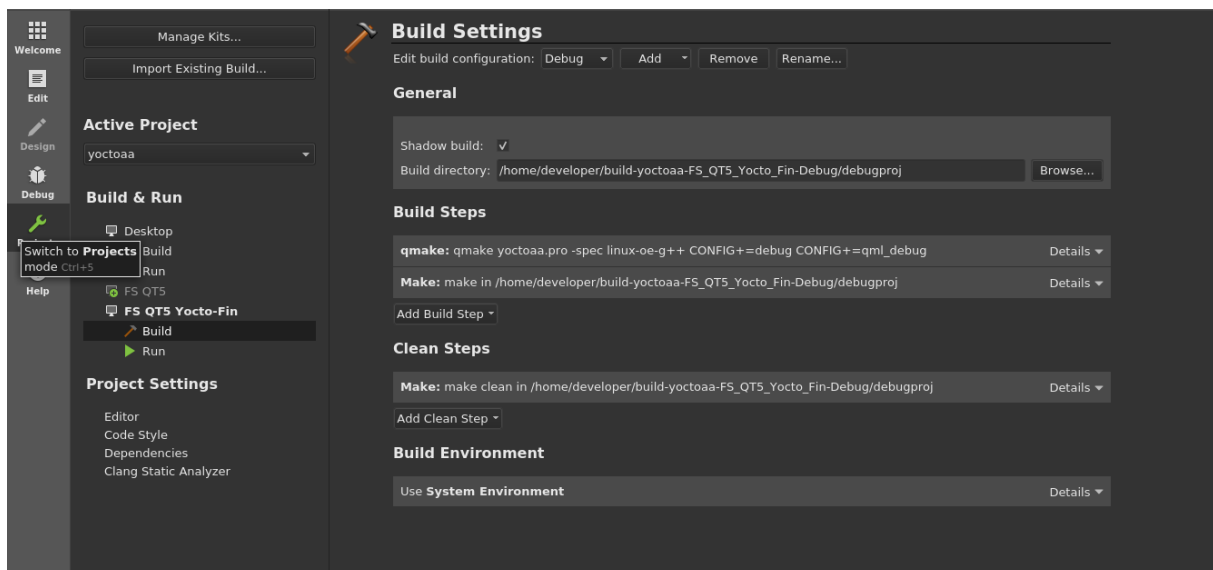 Welcome
Edit
Design
Debug
Help
Switch to Projects
mode Ctrl+5
Manage Kits...
Import Existing Build...
Active Project
yoctoaa
Build & Run
Desktop
Build
Run
FS QT5
FS QT5 Yocto-Fin
Build
Run
Project Settings
Editor
Code Style
Dependencies
Clang Static Analyzer
Build Settings
Edit build configuration: Debug Add Remove Rename...
General
Shadow build:
Build directory: /home/developer/build-yoctoaa-FS_QT5_Yocto_Fin-Debug/debugproj Browse...
Build Steps
qmake: qmake yoctoaa.pro -spec linux-oe-g++ CONFIG+=debug CONFIG+=qml_debug Details
Make: make in /home/developer/build-yoctoaa-FS_QT5_Yocto_Fin-Debug/debugproj Details
Add Build Step
Clean Steps
Make: make clean in /home/developer/build-yoctoaa-FS_QT5_Yocto_Fin-Debug/debugproj Details
Add Clean Step
Build Environment
Use System Environment Details